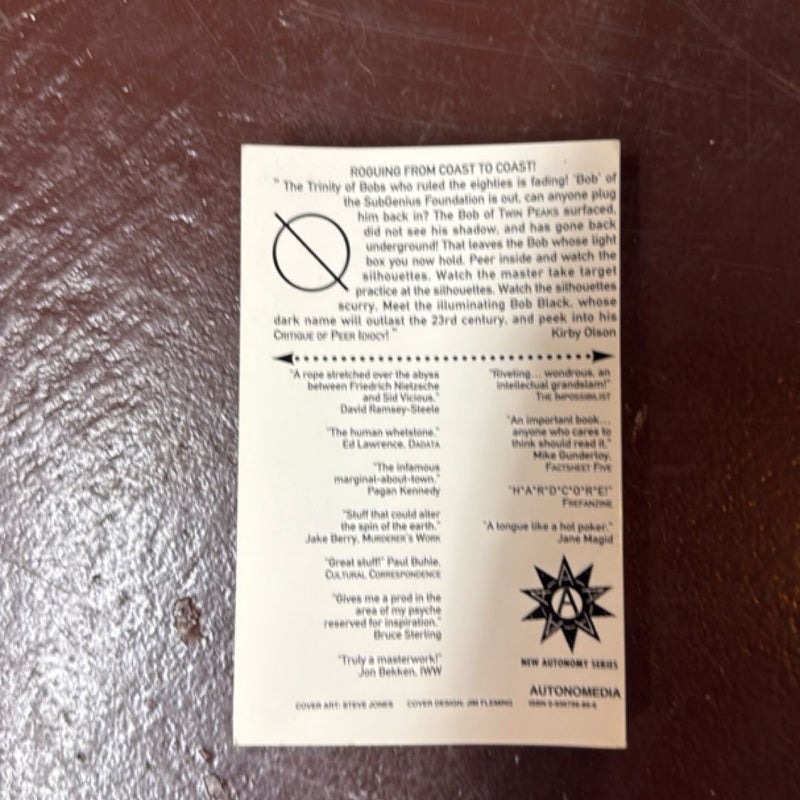 ROGUING FROM COAST TO COAST!
" The Trinity of Bobs who ruled the eighties is fading! 'Bob' of
the SubGenius Foundation is out, can anyone plug
him back in? The Bob of TWIN PEAKS surfaced,
did not see his shadow, and has gone back
underground! That leaves the Bob whose light
box you now hold. Peer inside and watch the
silhouettes. Watch the master take target
practice at the silhouettes. Watch the silhouettes
scurry. Meet the illuminating Bob Black, whose
dark name will outlast the 23rd century, and peek into his
CRITIQUE OF PEER IDIOCY! "
Kirby Olson
"A rope stretched over the abyss
between Friedrich Nietzsche
and Sid Vicious."
David Ramsey-Steele
"The human whetstone."
Ed Lawrence, DADATA
"The infamous
marginal-about-town."
Pagan Kennedy
"Stuff that could alter
the spin of the earth."
Jake Berry, MURDERER'S WORK
"Great stuff!" Paul Buhle,
CULTURAL CORRESPONDENCE
"Gives me a prod in the
area of my psyche
reserved for inspiration."
Bruce Sterling
"Truly a masterwork!"
Jon Bekken, IWW
"Riveting... wondrous, an
intellectual grandslam!"
THE IMPOSSIBILIST
"An important book...
anyone who cares to
think should read it."
Mike Gunderloy,
FACTSHEET FIVE
"H*A*R*D*C*O*R*E!"
PREFANZINE
"A tongue like a hot poker."
Jane Magid
A
NEW AUTONOMY SERIES
AUTONOMEDIA
COVER ART: STEVE JONES COVER DESIGN: JIM FLEMING
ISBN